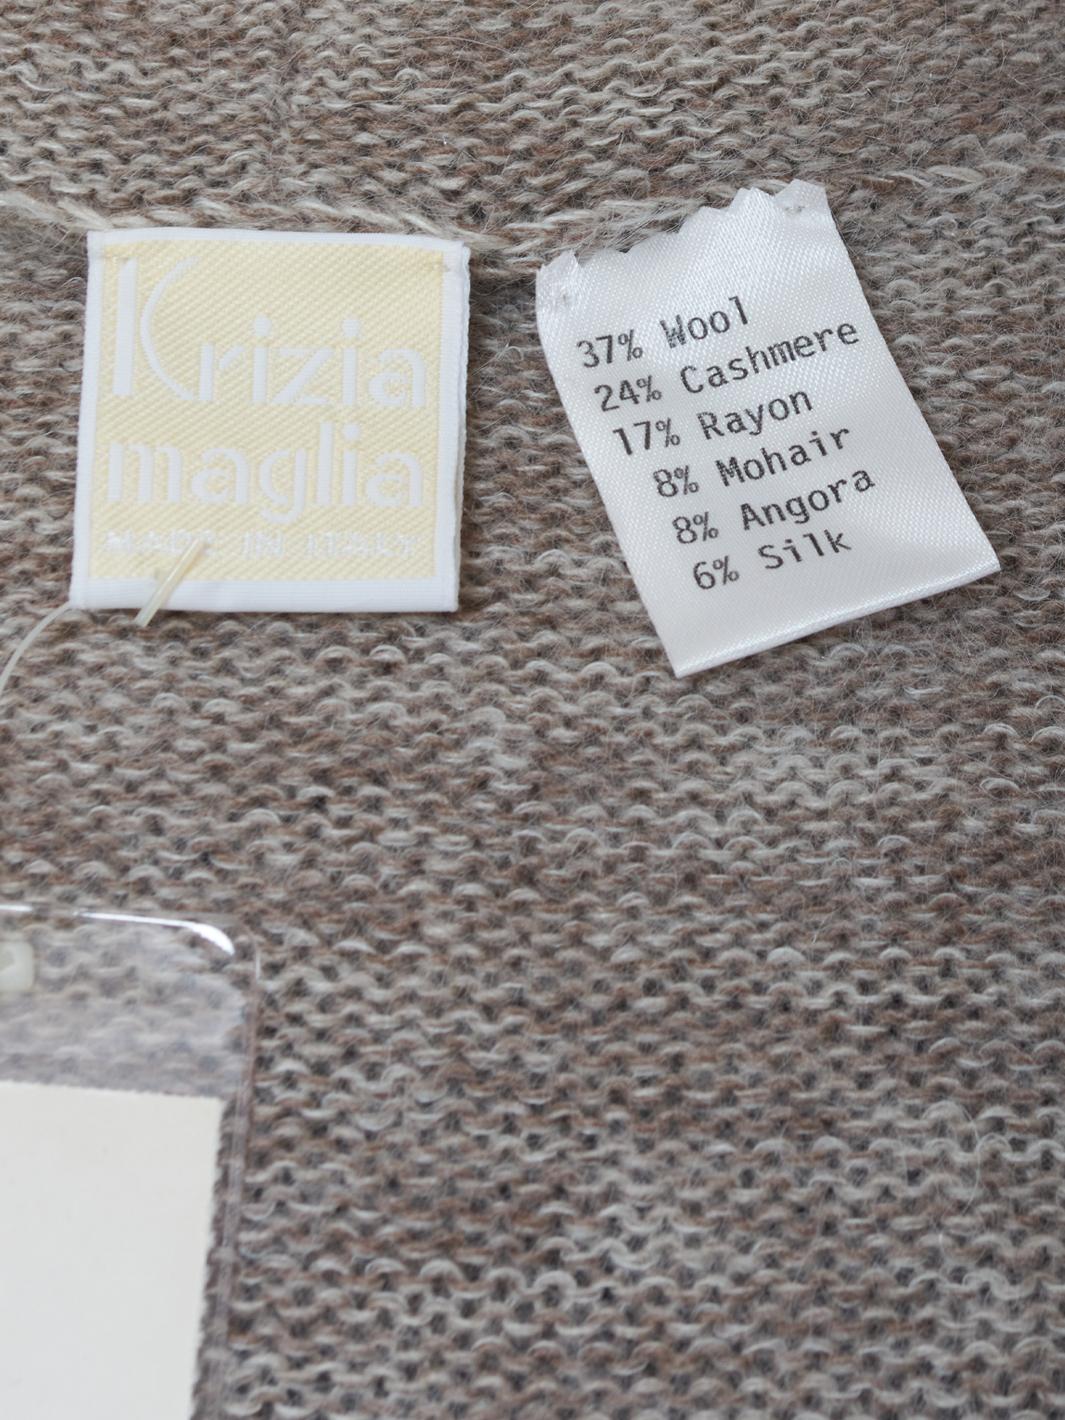 Krizia
maglia
MADE IN ITALY
37% Wool
24% Cashmere
17% Rayon
8% Mohair
8% Angora
6% Silk